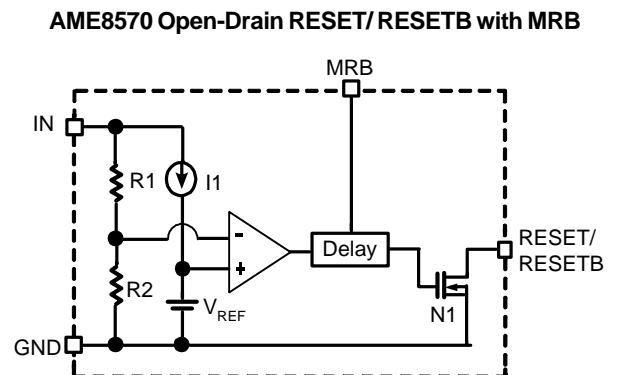 AME8570 Open-Drain RESET/ RESETB with MRB
MRB
IN
R1
I1
-
+
Delay
RESET/
RESETB
R2
VREF
N1
GND